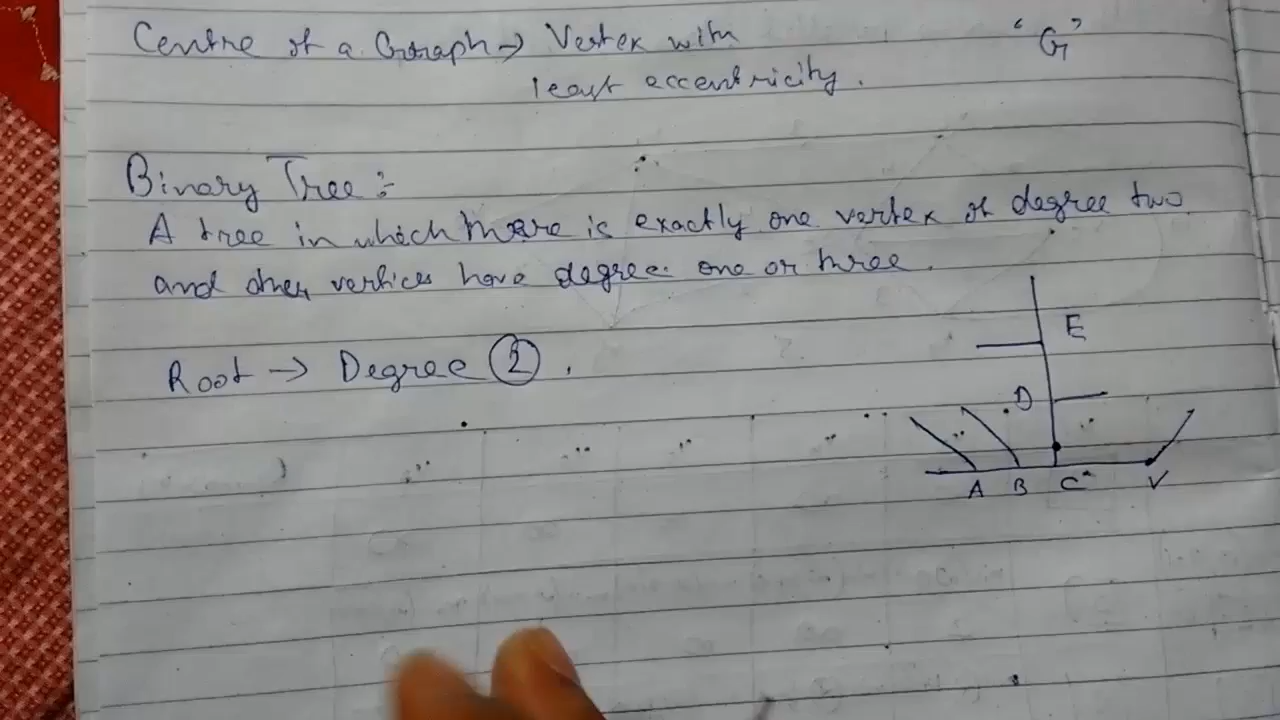 Centre of a Graph → Vertex with
least eccentricity.
"G"
Binary Tree :-
A tree in which there is exactly one vertex of degree two
and other vertices have degree one or three.
Root → Degree 2 .
E
D
A B C V